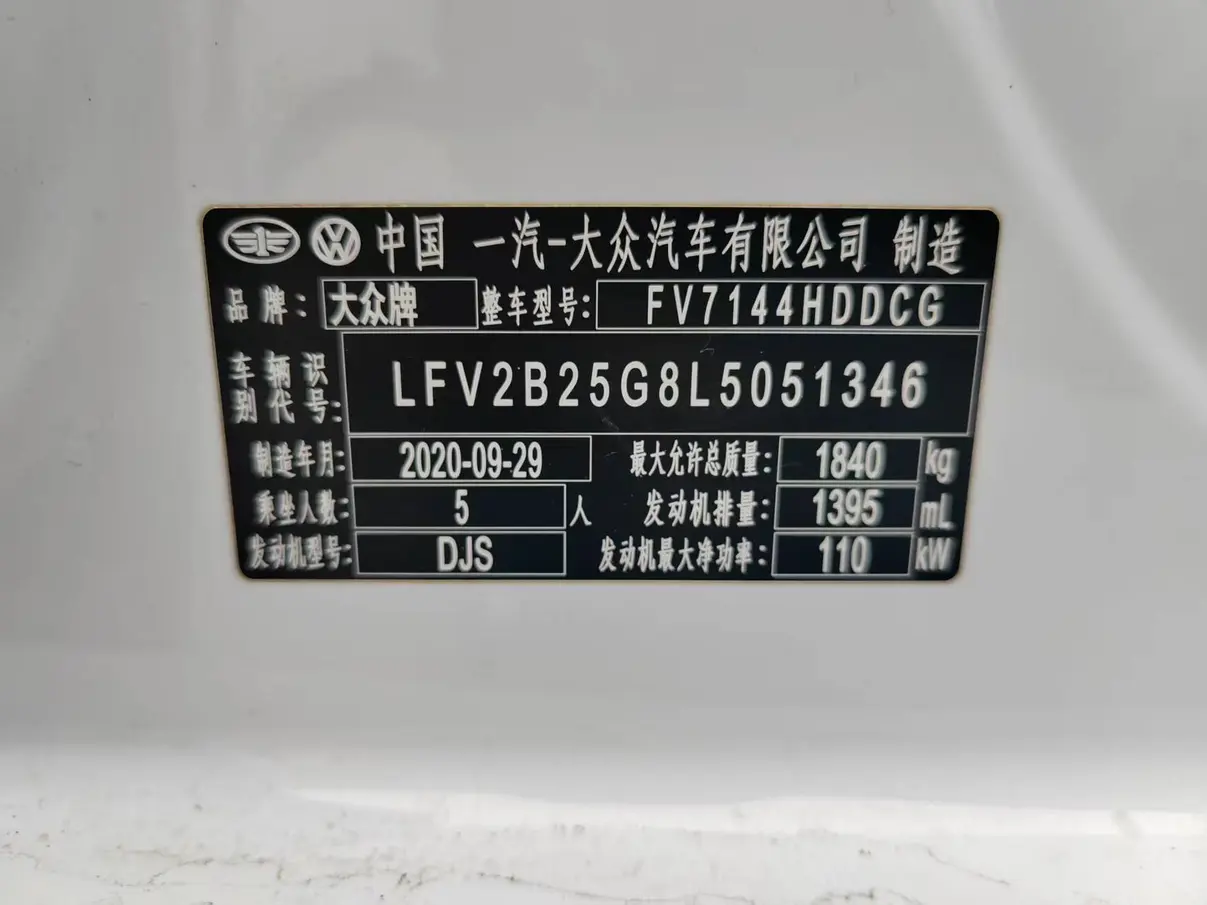 中国 一汽-大众汽车有限公司 制造
品牌: 大众牌 整车型号: FV7144HDDCG
车辆识别代号: LFV2B25G8L5051346
制造年月: 2020-09-29 最大允许总质量: 1840 kg
乘坐人数: 5 人 发动机排量: 1395 mL
发动机型号: DJS 发动机最大净功率: 110 kW